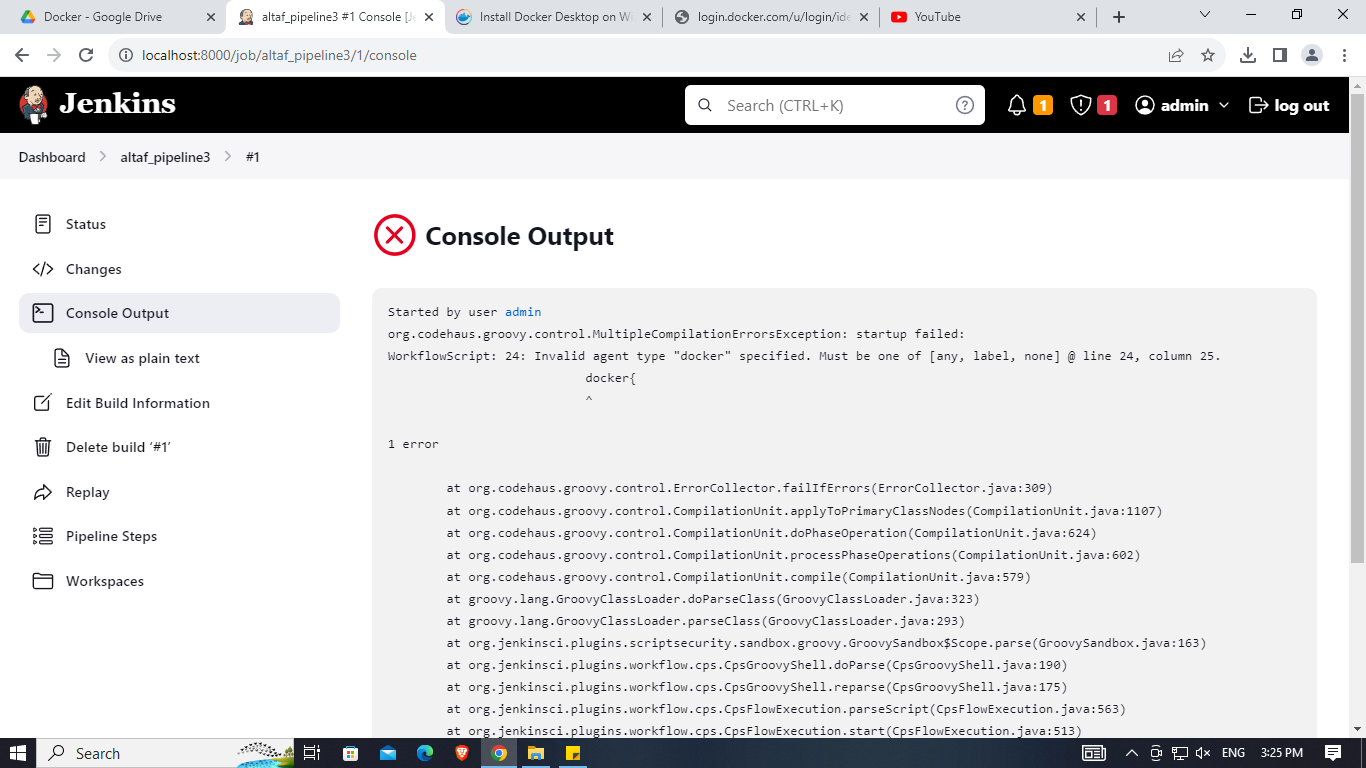 Docker - Google Drive
altaf_pipeline3 #1 Console [Je
Install Docker Desktop on Wi
login.docker.com/u/login/ide
YouTube
localhost:8000/job/altaf_pipeline3/1/console
Jenkins
Search (CTRL+K)
?
1
1
admin
log out
Dashboard
altaf_pipeline3
#1
Status
Changes
Console Output
View as plain text
Edit Build Information
Delete build '#1'
Replay
Pipeline Steps
Workspaces
Console Output
Started by user admin
org.codehaus.groovy.control.MultipleCompilationErrorsException: startup failed:
WorkflowScript: 24: Invalid agent type "docker" specified. Must be one of [any, label, none] @ line 24, column 25.
docker{
^
1 error
at org.codehaus.groovy.control.ErrorCollector.failIfErrors(ErrorCollector.java:309)
at org.codehaus.groovy.control.CompilationUnit.applyToPrimaryClassNodes(CompilationUnit.java:1107)
at org.codehaus.groovy.control.CompilationUnit.doPhaseOperation(CompilationUnit.java:624)
at org.codehaus.groovy.control.CompilationUnit.processPhaseOperations(CompilationUnit.java:602)
at org.codehaus.groovy.control.CompilationUnit.compile(CompilationUnit.java:579)
at groovy.lang.GroovyClassLoader.doParseClass(GroovyClassLoader.java:323)
at groovy.lang.GroovyClassLoader.parseClass(GroovyClassLoader.java:293)
at org.jenkinsci.plugins.scriptsecurity.sandbox.groovy.GroovySandbox$Scope.parse(GroovySandbox.java:163)
at org.jenkinsci.plugins.workflow.cps.CpsGroovyShell.doParse(CpsGroovyShell.java:190)
at org.jenkinsci.plugins.workflow.cps.CpsGroovyShell.reparse(CpsGroovyShell.java:175)
at org.jenkinsci.plugins.workflow.cps.CpsFlowExecution.parseScript(CpsFlowExecution.java:563)
at org.jenkinsci.plugins.workflow.cps.CpsFlowExecution.start(CpsFlowExecution.java:513)
Search
ENG
3:25 PM